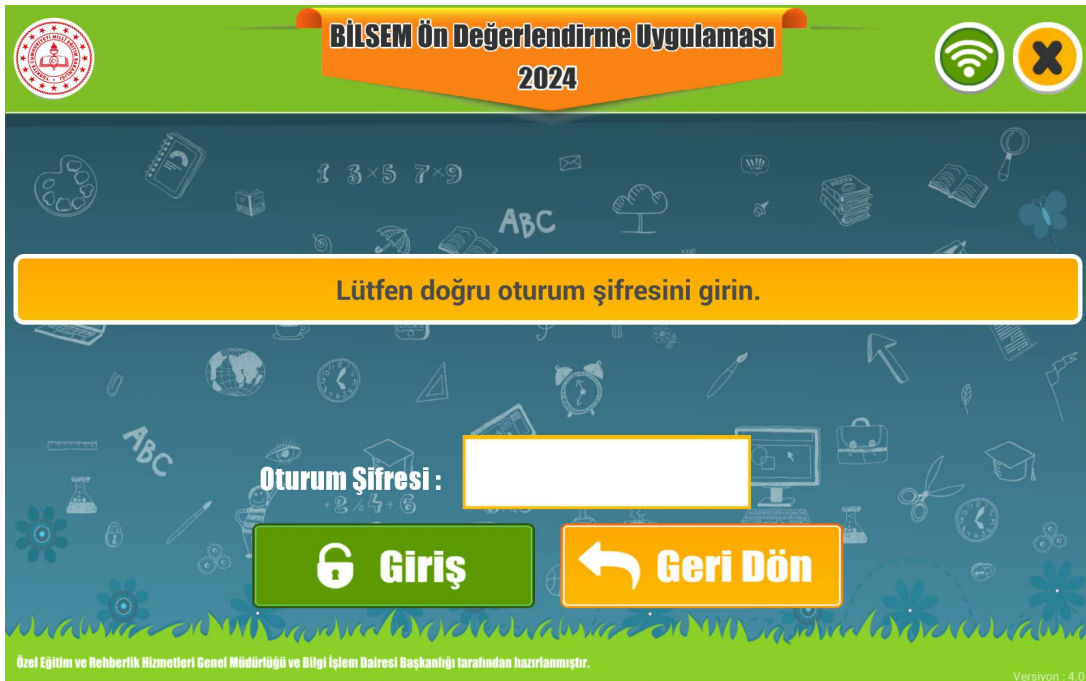 BİLSEM Ön Değerlendirme Uygulaması
2024
1 3×5 7×9
ABC
Lütfen doğru oturum şifresini girin.
ABC
Oturum Şifresi :
Giriş
Geri Dön
Özel Eğitim ve Rehberlik Hizmetleri Genel Müdürlüğü ve Bilgi İşlem Dairesi Başkanlığı tarafından hazırlanmıştır.
Versiyon : 4.0